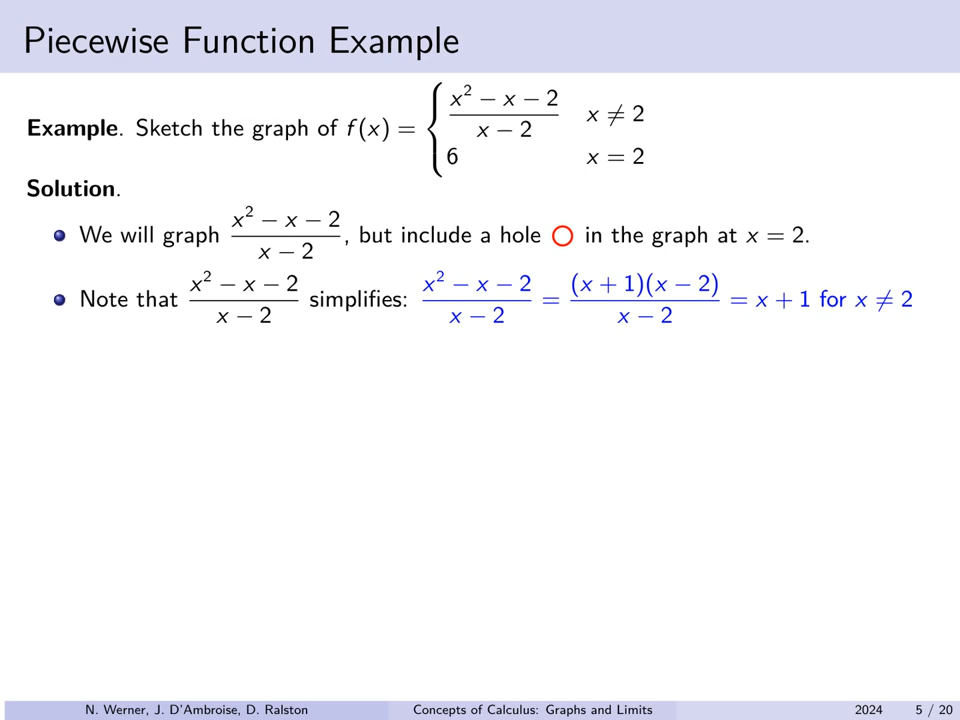 Piecewise Function Example
Example. Sketch the graph of f(x) = { (x² − x − 2)/(x − 2)   x ≠ 2
6   x = 2
Solution.
We will graph (x² − x − 2)/(x − 2), but include a hole ○ in the graph at x = 2.
Note that (x² − x − 2)/(x − 2) simplifies: (x² − x − 2)/(x − 2) = ((x + 1)(x − 2))/(x − 2) = x + 1 for x ≠ 2
N. Werner, J. D'Ambroise, D. Ralston   Concepts of Calculus: Graphs and Limits   2024   5 / 20